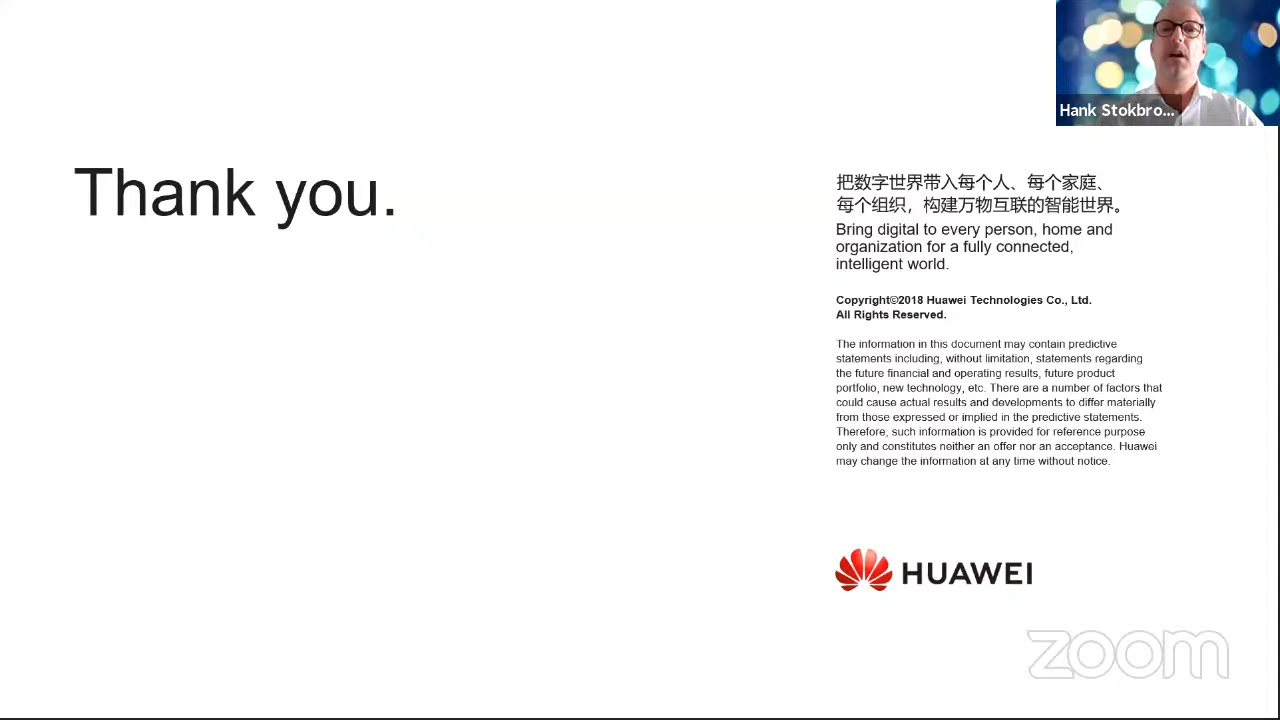 Hank Stokbro...
Thank you.
把数字世界带入每个人、每个家庭、
每个组织，构建万物互联的智能世界。
Bring digital to every person, home and
organization for a fully connected,
intelligent world.
Copyright©2018 Huawei Technologies Co., Ltd.
All Rights Reserved.
The information in this document may contain predictive
statements including, without limitation, statements regarding
the future financial and operating results, future product
portfolio, new technology, etc. There are a number of factors that
could cause actual results and developments to differ materially
from those expressed or implied in the predictive statements.
Therefore, such information is provided for reference purpose
only and constitutes neither an offer nor an acceptance. Huawei
may change the information at any time without notice.
HUAWEI
zoom